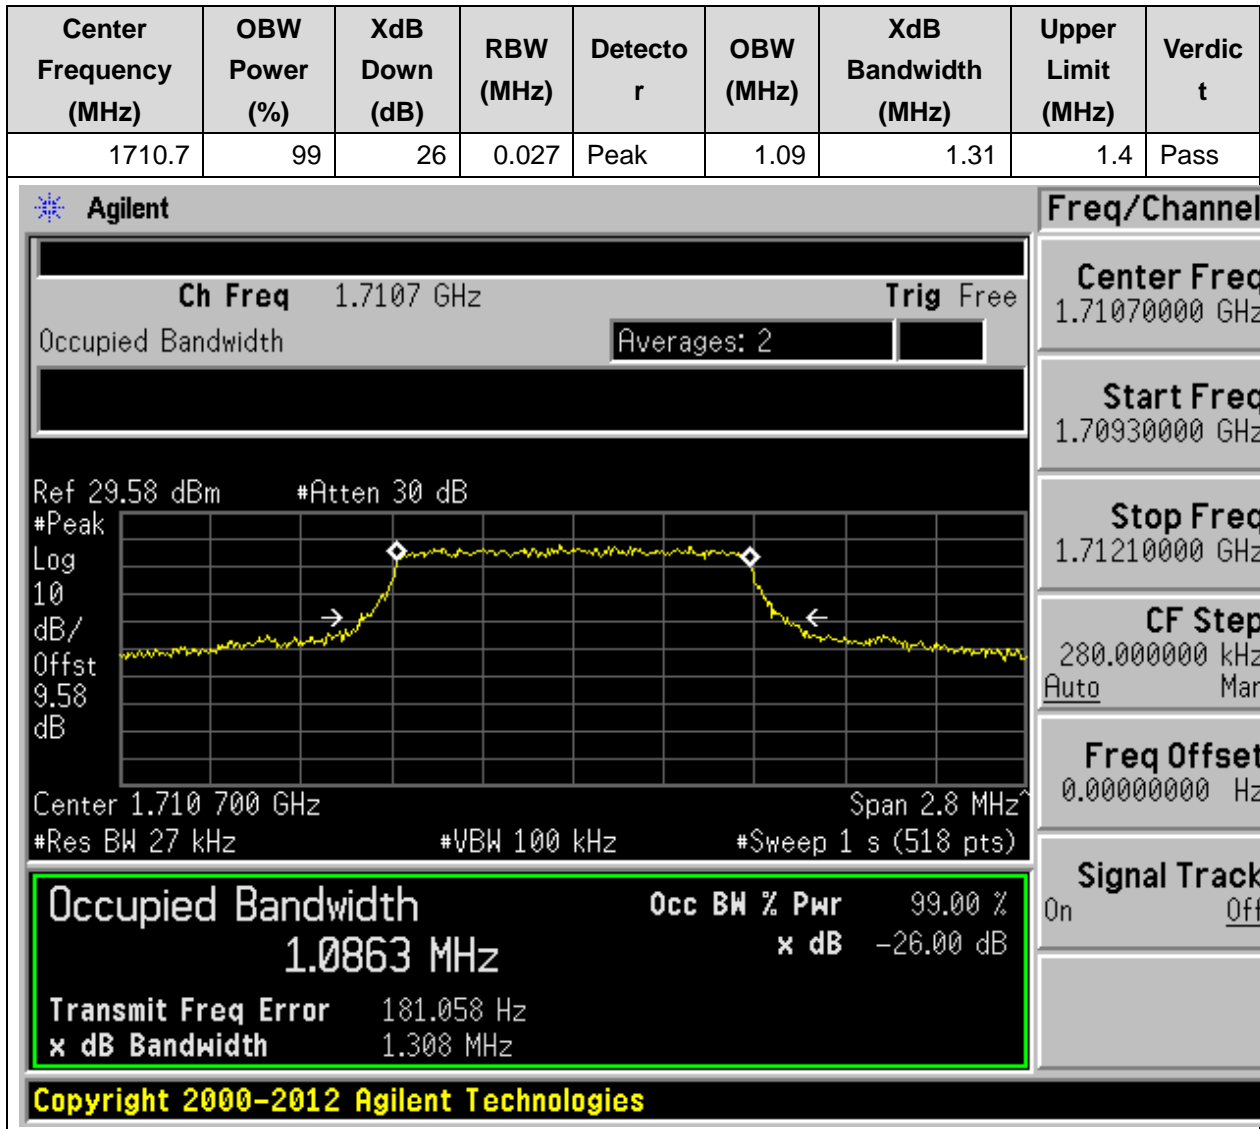 Center Frequency (MHz) OBW Power (%) XdB Down (dB) RBW (MHz) Detecto r OBW (MHz) XdB Bandwidth (MHz) Upper Limit (MHz) Verdic t
1710.7 99 26 0.027 Peak 1.09 1.31 1.4 Pass
Agilent
Freq/Channel
Ch Freq 1.7107 GHz Trig Free
Occupied Bandwidth Averages: 2
Center Freq
1.71070000 GHz
Start Freq
1.70930000 GHz
Stop Freq
1.71210000 GHz
CF Step
280.000000 kHz
Auto Man
Freq Offset
0.00000000 Hz
Signal Track
On Off
Ref 29.58 dBm #Atten 30 dB
#Peak
Log
10
dB/
Offst
9.58
dB
Center 1.710 700 GHz Span 2.8 MHz^
#Res BW 27 kHz #VBW 100 kHz #Sweep 1 s (518 pts)
Occupied Bandwidth Occ BW % Pwr 99.00 %
1.0863 MHz x dB -26.00 dB
Transmit Freq Error 181.058 Hz
x dB Bandwidth 1.308 MHz
Copyright 2000-2012 Agilent Technologies